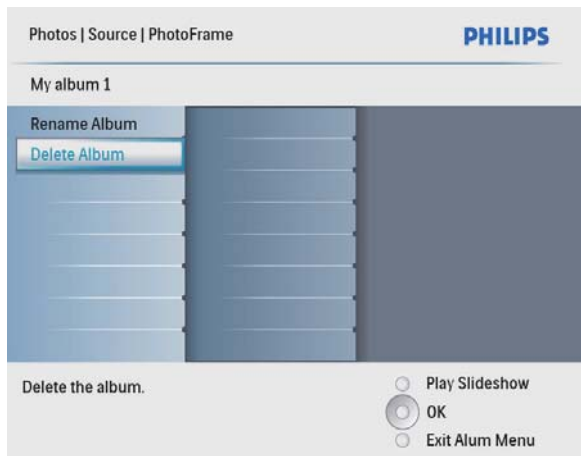 Photos | Source | PhotoFrame
PHILIPS
My album 1
Rename Album
Delete Album
Delete the album.
Play Slideshow
OK
Exit Alum Menu